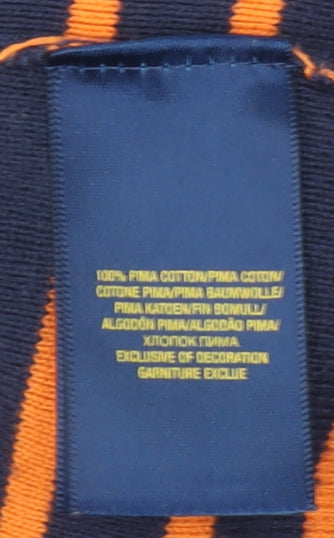 100% PIMA COTTON/PIMA COTON/
COTONE PIMA/PIMA BAUMWOLLE/
PIMA KATOEN/FIN BOMULL/
ALGODÓN PIMA/ALGODÃO PIMA/
ХЛОПОК ПИМА
EXCLUSIVE OF DECORATION
GARNITURE EXCLUE